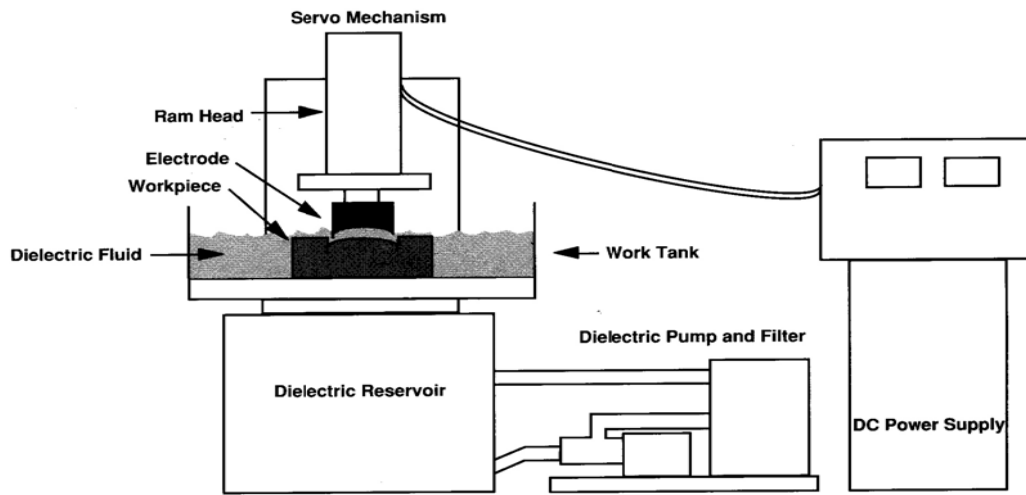 Servo Mechanism
Ram Head
Electrode
Workpiece
Dielectric Fluid
Work Tank
Dielectric Pump and Filter
Dielectric Reservoir
DC Power Supply